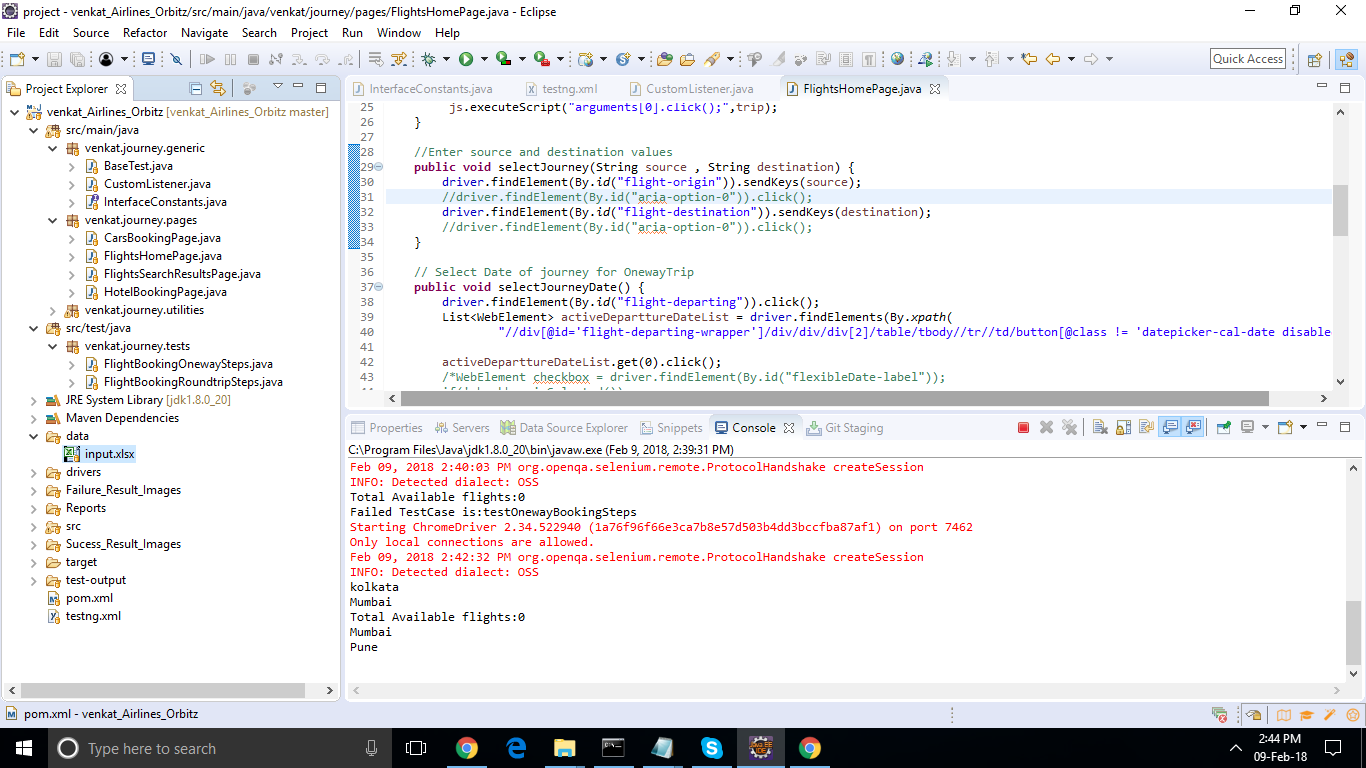 project - venkat_Airlines_Orbitz/src/main/java/venkat/journey/pages/FlightsHomePage.java - Eclipse
File Edit Source Refactor Navigate Search Project Run Window Help
Quick Access
Project Explorer
venkat_Airlines_Orbitz [venkat_Airlines_Orbitz master]
src/main/java
venkat.journey.generic
BaseTest.java
CustomListener.java
InterfaceConstants.java
venkat.journey.pages
CarsBookingPage.java
FlightsHomePage.java
FlightsSearchResultsPage.java
HotelBookingPage.java
venkat.journey.utilities
src/test/java
venkat.journey.tests
FlightBookingOnewaySteps.java
FlightBookingRoundtripSteps.java
JRE System Library [jdk1.8.0_20]
Maven Dependencies
data
input.xlsx
drivers
Failure_Result_Images
Reports
src
Sucess_Result_Images
target
test-output
pom.xml
testng.xml
InterfaceConstants.java testng.xml CustomListener.java FlightsHomePage.java
25 js.executeScript("arguments[0].click();",trip);
26 }
27
28 //Enter source and destination values
29 public void selectJourney(String source , String destination) {
30 driver.findElement(By.id("flight-origin")).sendKeys(source);
31 //driver.findElement(By.id("aria-option-0")).click();
32 driver.findElement(By.id("flight-destination")).sendKeys(destination);
33 //driver.findElement(By.id("aria-option-0")).click();
34 }
35
36 // Select Date of journey for OnewayTrip
37 public void selectJourneyDate() {
38 driver.findElement(By.id("flight-departing")).click();
39 List<WebElement> activeDeparttureDateList = driver.findElements(By.xpath(
40 "//div[@id='flight-departing-wrapper']/div/div/div[2]/table/tbody//tr//td/button[@class != 'datepicker-cal-date disable
41
42 activeDeparttureDateList.get(0).click();
43 /*WebElement checkbox = driver.findElement(By.id("flexibleDate-label"));
Properties Servers Data Source Explorer Snippets Console Git Staging
C:\Program Files\Java\jdk1.8.0_20\bin\javaw.exe (Feb 9, 2018, 2:39:31 PM)
Feb 09, 2018 2:40:03 PM org.openqa.selenium.remote.ProtocolHandshake createSession
INFO: Detected dialect: OSS
Total Available flights:0
Failed TestCase is:testOnewayBookingSteps
Starting ChromeDriver 2.34.522940 (1a76f96f66e3ca7b8e57d503b4dd3bccfba87af1) on port 7462
Only local connections are allowed.
Feb 09, 2018 2:42:32 PM org.openqa.selenium.remote.ProtocolHandshake createSession
INFO: Detected dialect: OSS
kolkata
Mumbai
Total Available flights:0
Mumbai
Pune
pom.xml - venkat_Airlines_Orbitz
Type here to search
2:44 PM
09-Feb-18